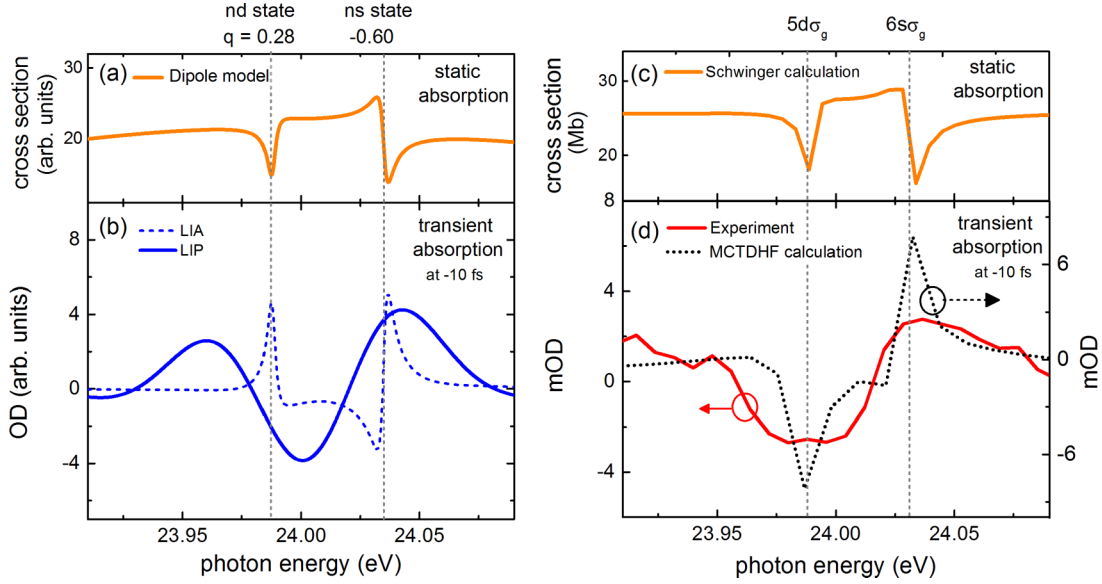 nd state
q = 0.28
ns state
-0.60
(a)
Dipole model
static
absorption
cross section
(arb. units)
30
20
(b)
LIA
LIP
transient
absorption
at -10 fs
OD (arb. units)
4
0
-4
23.95
24.00
24.05
photon energy (eV)
5dσg
6sσg
(c)
Schwinger calculation
static
absorption
cross section
(Mb)
30
20
8
(d)
Experiment
MCTDHF calculation
transient
absorption
at -10 fs
mOD
4
0
-4
6
0
-6
mOD
23.95
24.00
24.05
photon energy (eV)